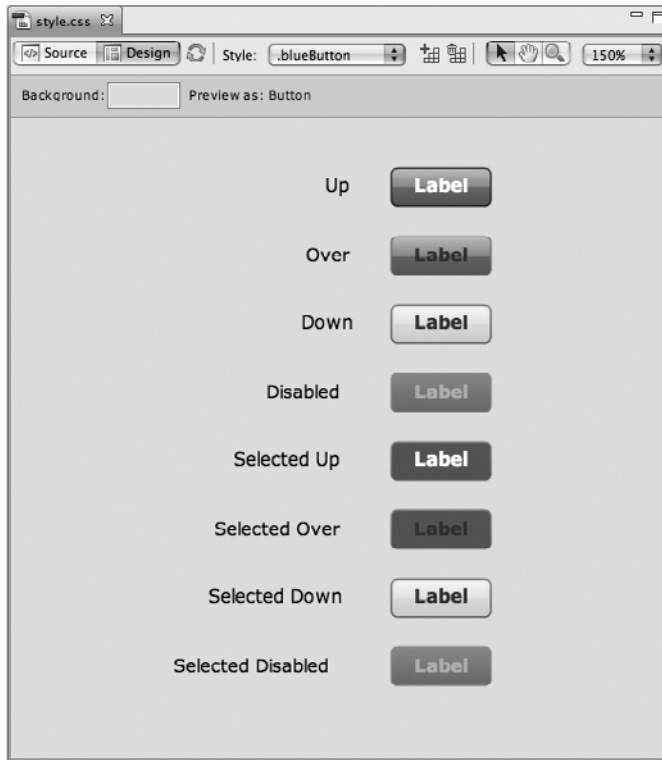 style.css
Source Design Style: .blueButton 150%
Background: Preview as: Button
Up Label
Over Label
Down Label
Disabled Label
Selected Up Label
Selected Over Label
Selected Down Label
Selected Disabled Label